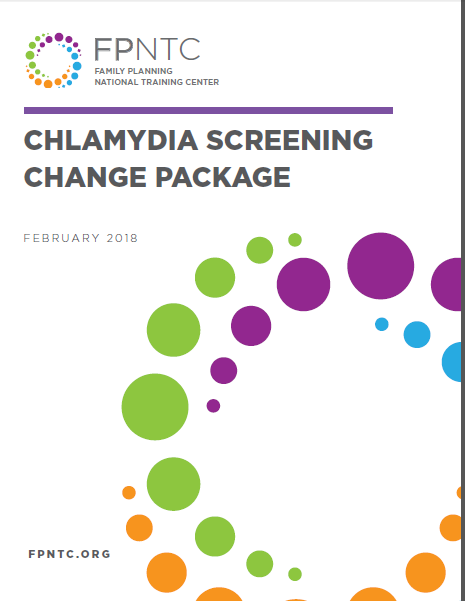 FPNTC
FAMILY PLANNING
NATIONAL TRAINING CENTER
CHLAMYDIA SCREENING
CHANGE PACKAGE
FEBRUARY 2018
FPNTC.ORG